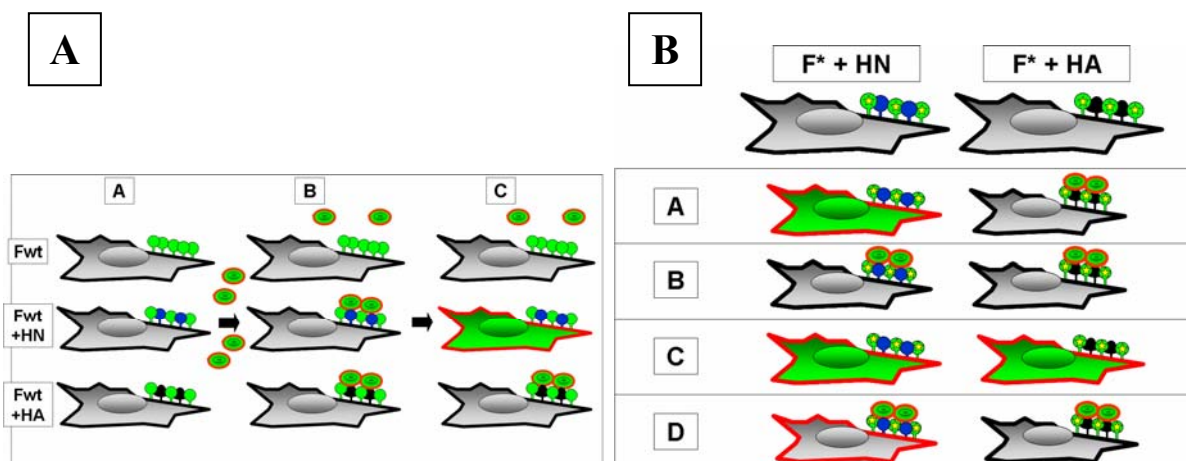 A
A B C
Fwt
Fwt
+HN
Fwt
+HA
B
F* + HN F* + HA
A
B
C
D